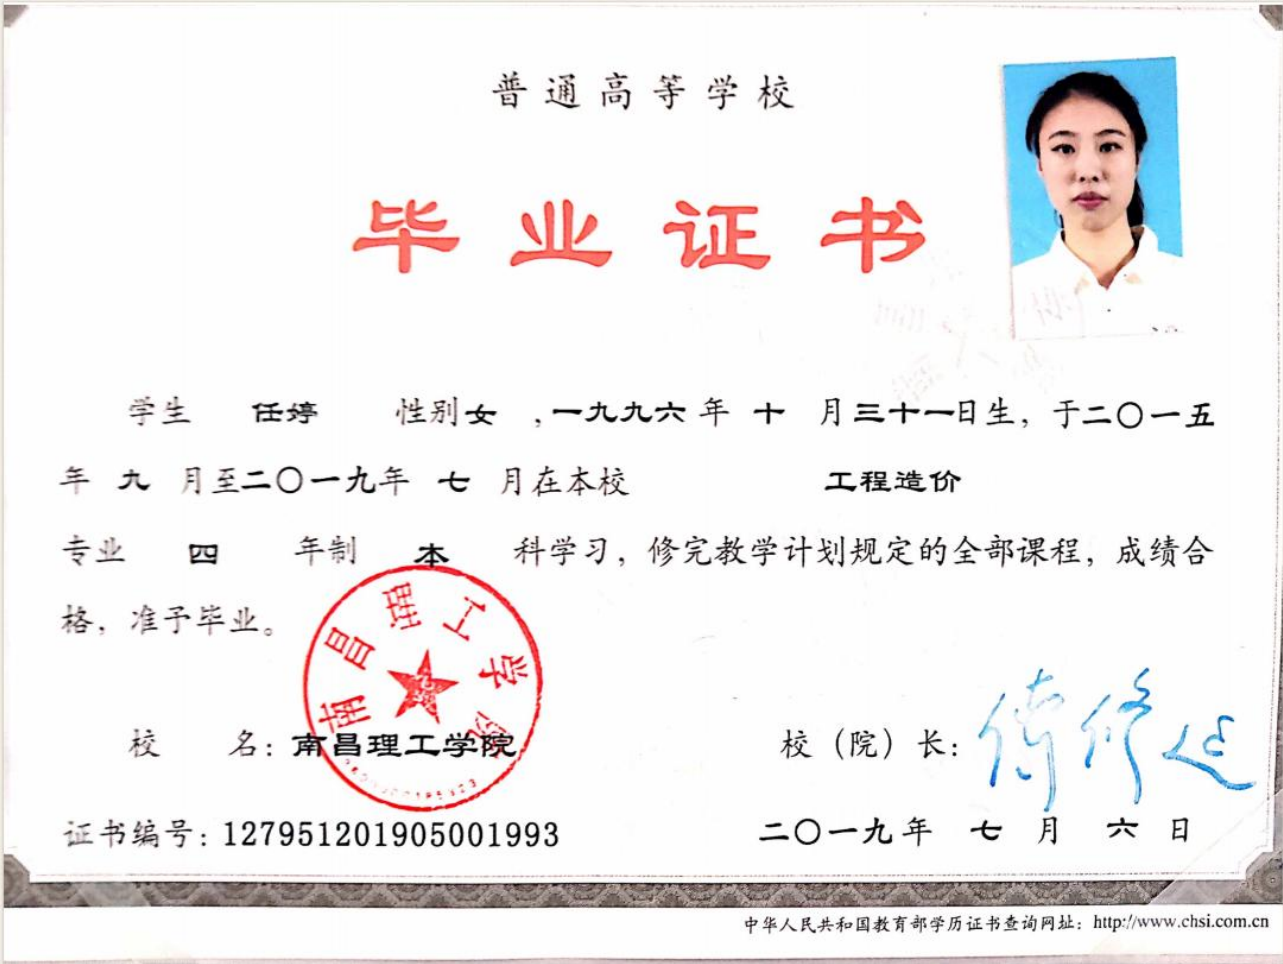 普通高等学校
毕业证书
学生 任婷 性别女 ,一九九六年 十 月三十一日生，于二〇一五
年 九 月至二〇一九年 七 月在本校 工程造价
专业 四 年制 本 科学习，修完教学计划规定的全部课程，成绩合
格，准予毕业。
南昌理工学院
校 名：南昌理工学院 校（院）长：
证书编号：127951201905001993 二〇一九年 七 月 六 日
中华人民共和国教育部学历证书查询网址：http://www.chsi.com.cn